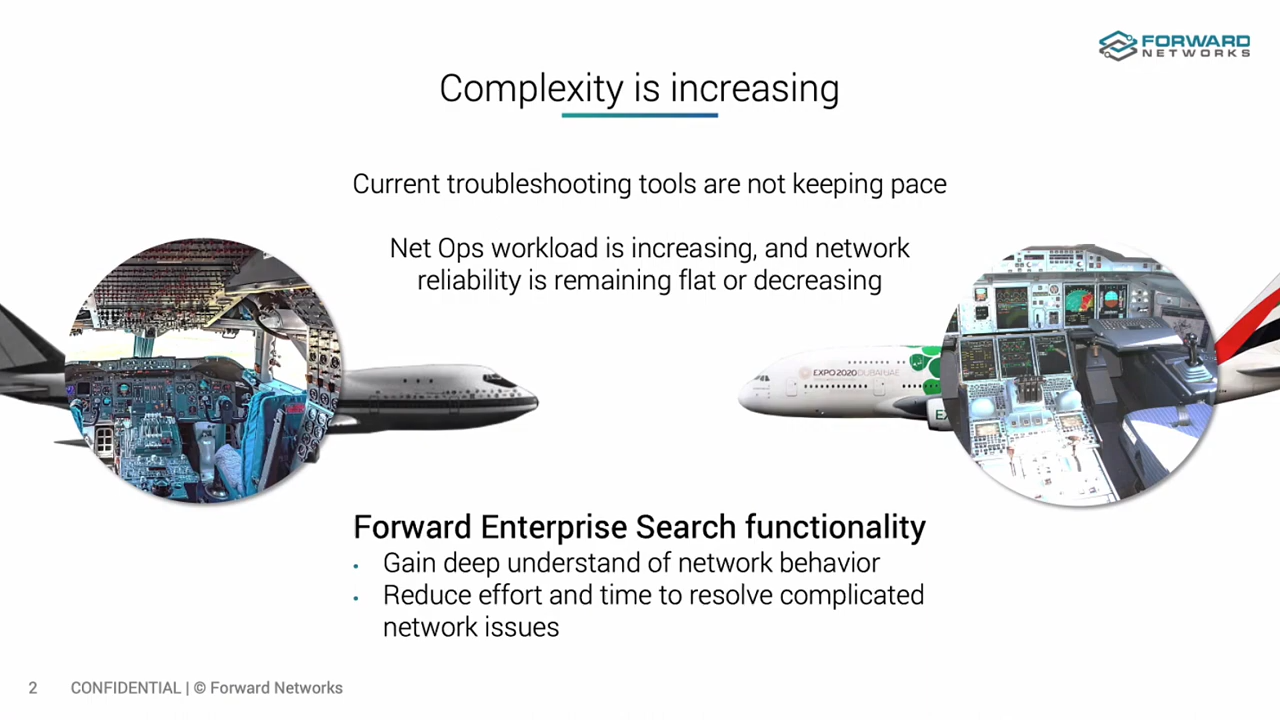 FORWARD
NETWORKS
Complexity is increasing
Current troubleshooting tools are not keeping pace
Net Ops workload is increasing, and network
reliability is remaining flat or decreasing
EXPO 2020 DUBAI UAE
EX
Forward Enterprise Search functionality
• Gain deep understand of network behavior
• Reduce effort and time to resolve complicated
network issues
2 CONFIDENTIAL | © Forward Networks